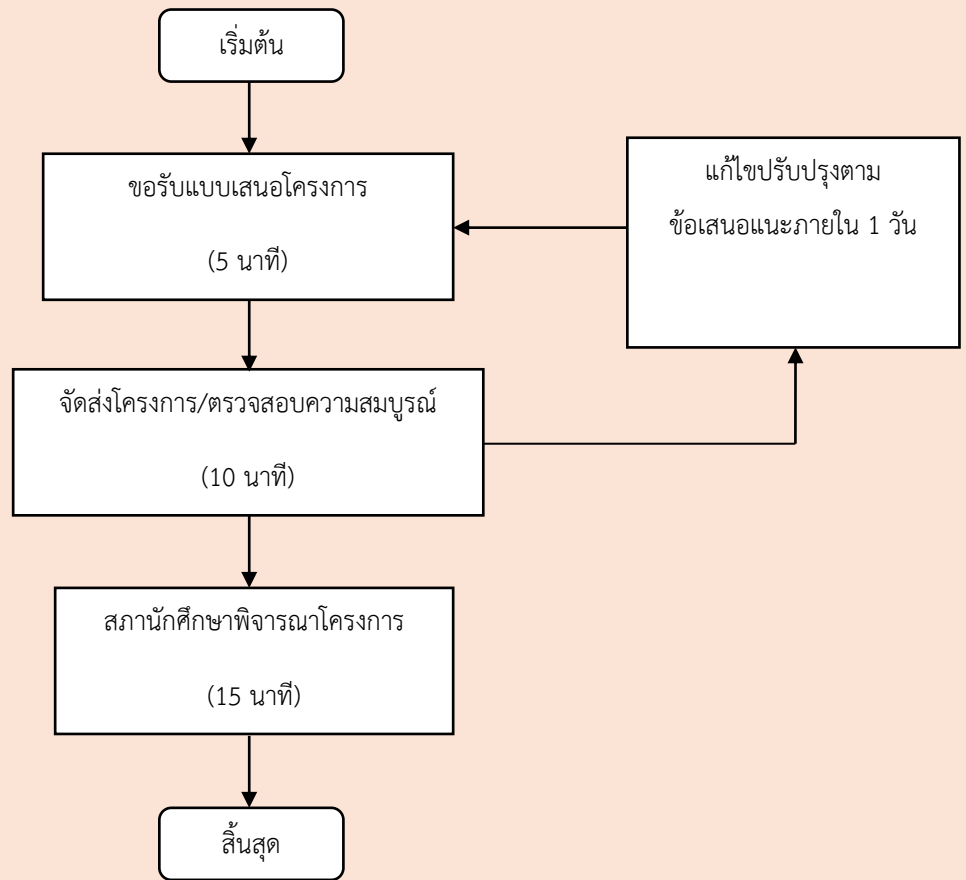 เริ่มต้น
ขอรับแบบเสนอโครงการ
(5 นาที)
แก้ไขปรับปรุงตาม
ข้อเสนอแนะภายใน 1 วัน
จัดส่งโครงการ/ตรวจสอบความสมบูรณ์
(10 นาที)
สภานักศึกษาพิจารณาโครงการ
(15 นาที)
สิ้นสุด